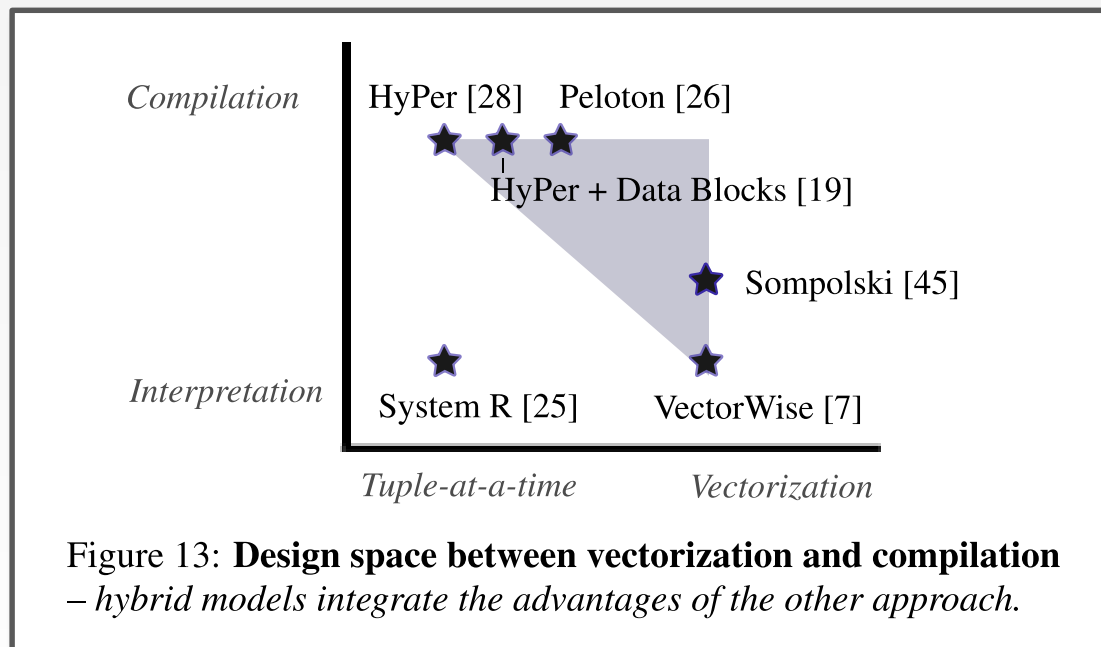 Compilation
HyPer [28] Peloton [26]
HyPer + Data Blocks [19]
Sompolski [45]
Interpretation
System R [25] VectorWise [7]
Tuple-at-a-time Vectorization
Figure 13: Design space between vectorization and compilation
– hybrid models integrate the advantages of the other approach.